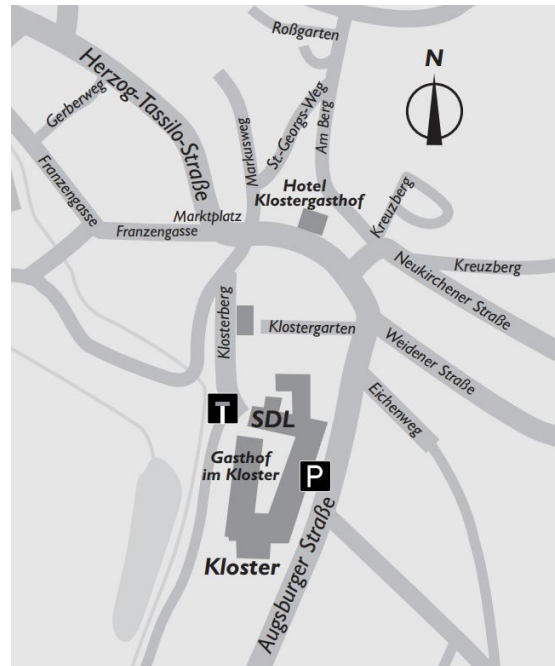 Roßgarten
N
Herzog-Tassilo-Straße
Gerberweg
St.-Georgs-Weg
Am Berg
Markusweg
Franzengasse
Hotel
Klostergasthof
Kreuzberg
Marktplatz
Franzengasse
Kreuzberg
Neukirchener Straße
Klosterberg
Klostergarten
Weidener Straße
Eichenweg
T
SDL
Gasthof
im Kloster
P
Kloster
Augsburger Straße